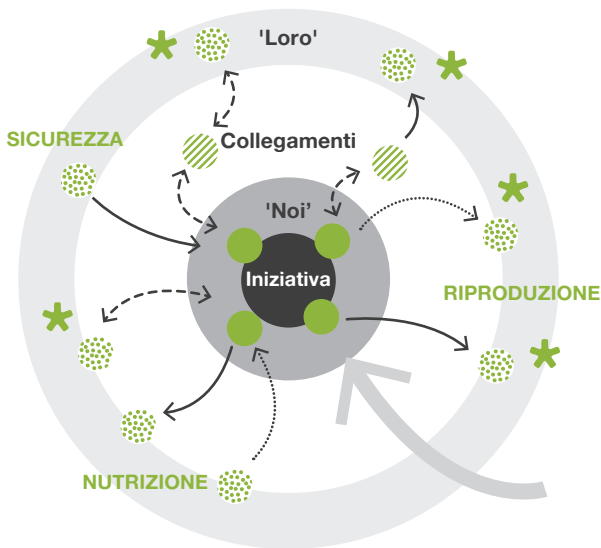 'Loro'
SICUREZZA
Collegamenti
'Noi'
Iniziativa
RIPRODUZIONE
NUTRIZIONE